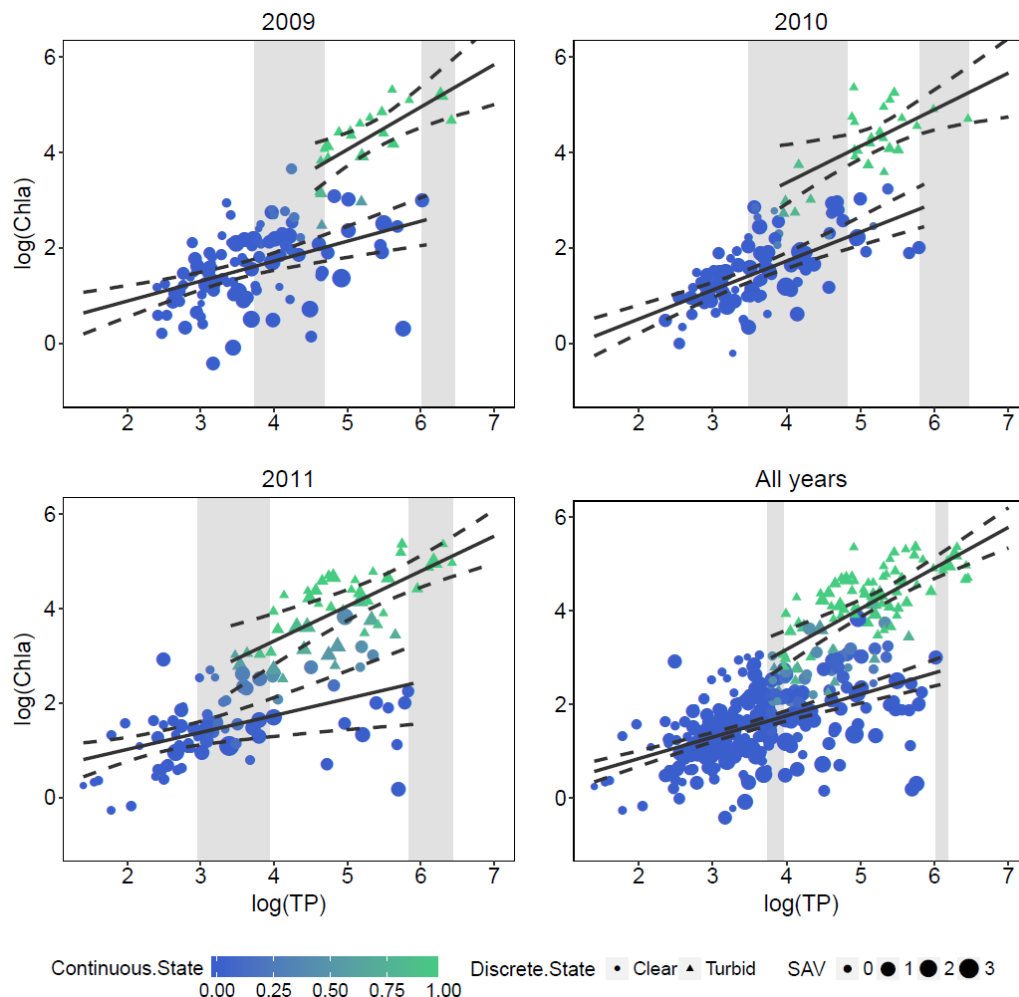 2009
2010
log(Chla)
6
4
2
0
2 3 4 5 6 7
6
4
2
0
2 3 4 5 6 7
2011
All years
log(Chla)
6
4
2
0
2 3 4 5 6 7
log(TP)
6
4
2
0
2 3 4 5 6 7
log(TP)
Continuous.State
0.00 0.25 0.50 0.75 1.00
Discrete.State Clear Turbid
SAV 0 1 2 3